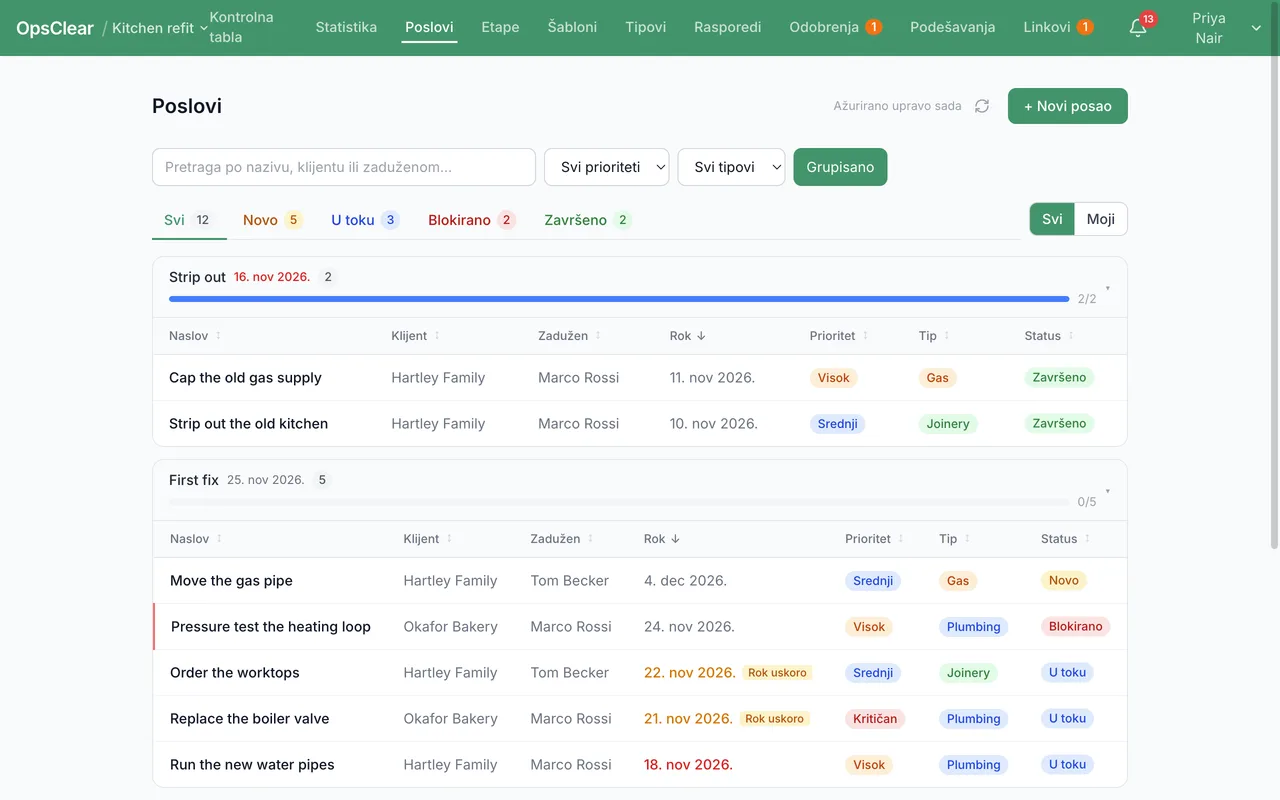 OpsClear / Kitchen refit Kontrolna tabla Statistika Poslovi Etape Šabloni Tipovi Rasporedi Odobrenja 1 Podešavanja Linkovi 1 13 Priya Nair
Poslovi Ažurirano upravo sada + Novi posao
Pretraga po nazivu, klijentu ili zaduženom... Svi prioriteti Svi tipovi Grupisano
Svi 12 Novo 5 U toku 3 Blokirano 2 Završeno 2 Svi Moji
Strip out 16. nov 2026. 2
2/2
Naslov Klijent Zadužen Rok ↓ Prioritet Tip Status
Cap the old gas supply Hartley Family Marco Rossi 11. nov 2026. Visok Gas Završeno
Strip out the old kitchen Hartley Family Marco Rossi 10. nov 2026. Srednji Joinery Završeno
First fix 25. nov 2026. 5
0/5
Naslov Klijent Zadužen Rok ↓ Prioritet Tip Status
Move the gas pipe Hartley Family Tom Becker 4. dec 2026. Srednji Gas Novo
Pressure test the heating loop Okafor Bakery Marco Rossi 24. nov 2026. Visok Plumbing Blokirano
Order the worktops Hartley Family Tom Becker 22. nov 2026. Rok uskoro Srednji Joinery U toku
Replace the boiler valve Okafor Bakery Marco Rossi 21. nov 2026. Rok uskoro Kritičan Plumbing U toku
Run the new water pipes Hartley Family Marco Rossi 18. nov 2026. Visok Plumbing U toku